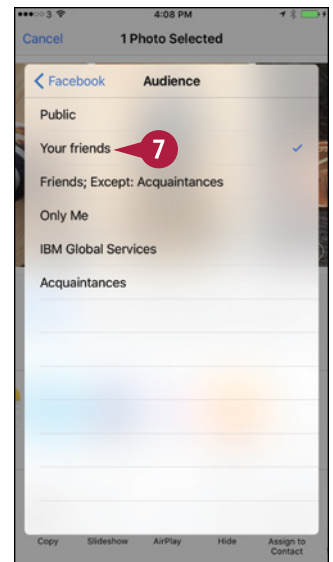 3 4:08 PM
Cancel 1 Photo Selected
Facebook Audience
Public
Your friends 7
Friends; Except: Acquaintances
Only Me
IBM Global Services
Acquaintances
Copy Slideshow AirPlay Hide Assign to
Contact